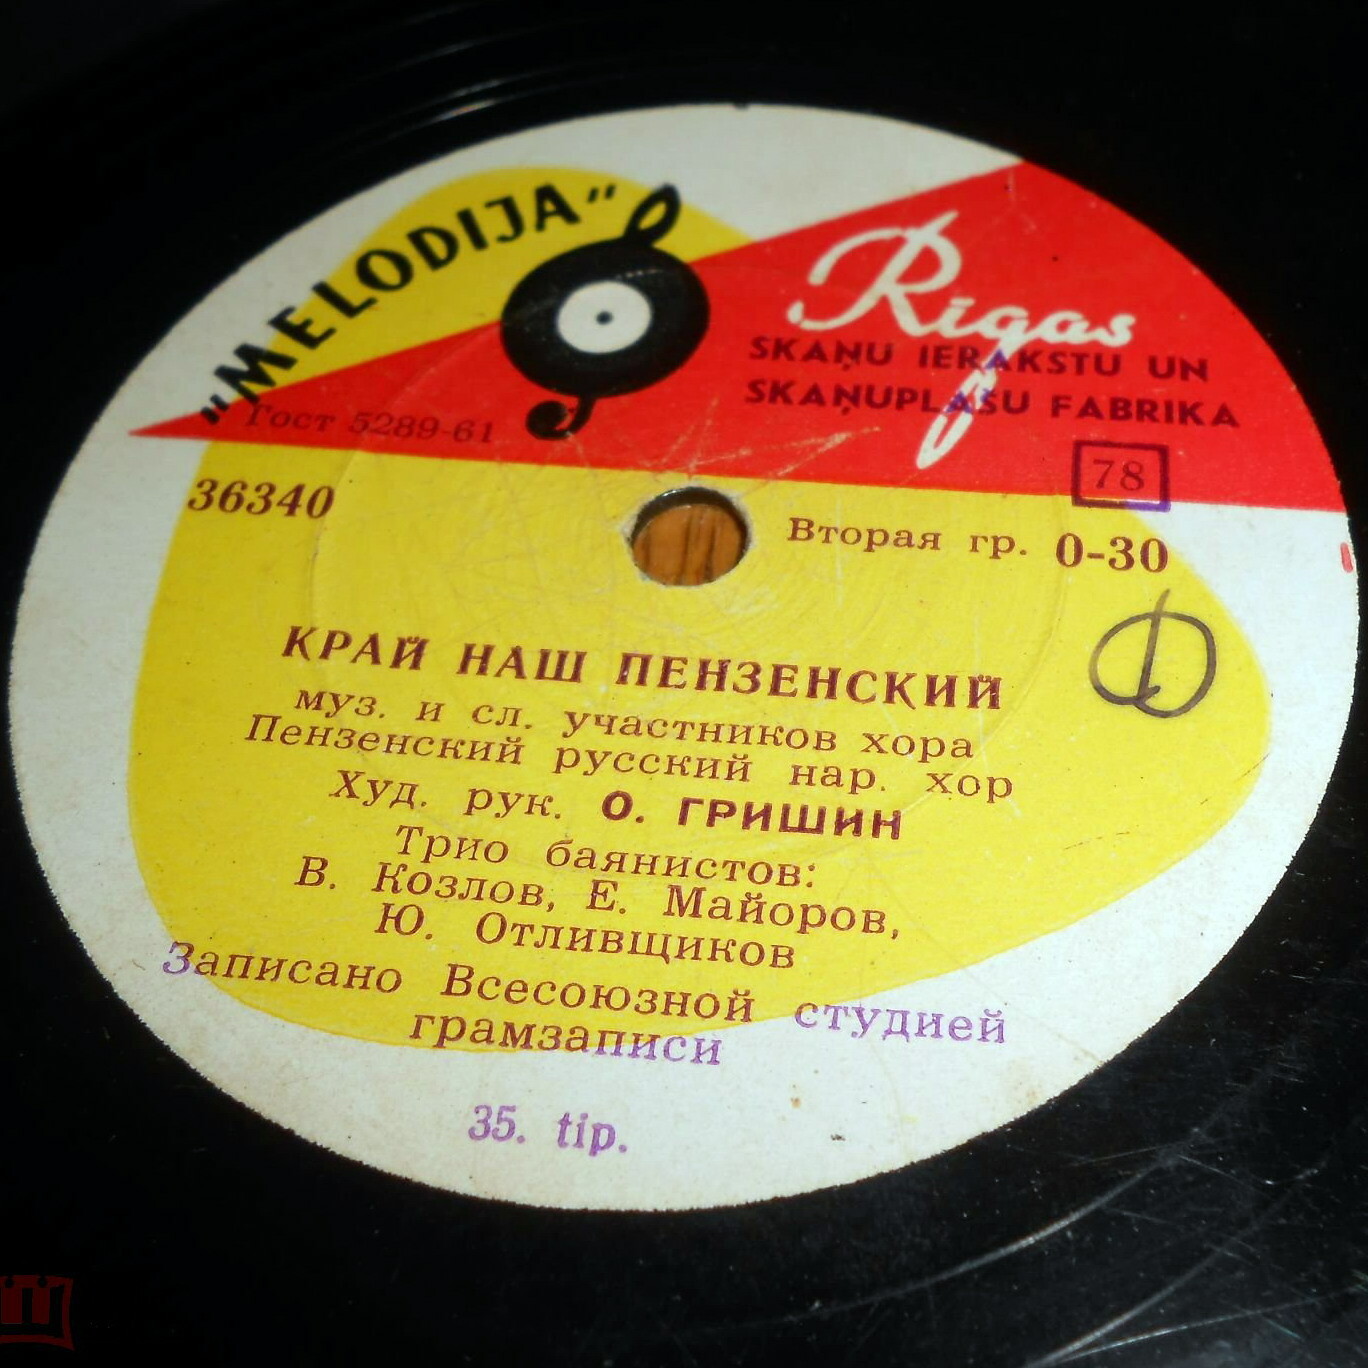 „MELODIJA"
Rīgas
SKAŅU IERAKSTU UN
SKAŅUPLAŠU FABRIKA
Гост 5289-61
78
36340
Вторая гр. 0-30
КРАЙ НАШ ПЕНЗЕНСКИЙ
муз. и сл. участников хора
Пензенский русский нар. хор
Худ. рук. О. ГРИШИН
Трио баянистов:
В. Козлов, Е. Майоров,
Ю. Отливщиков
Записано Всесоюзной студией
грамзаписи
35. tip.